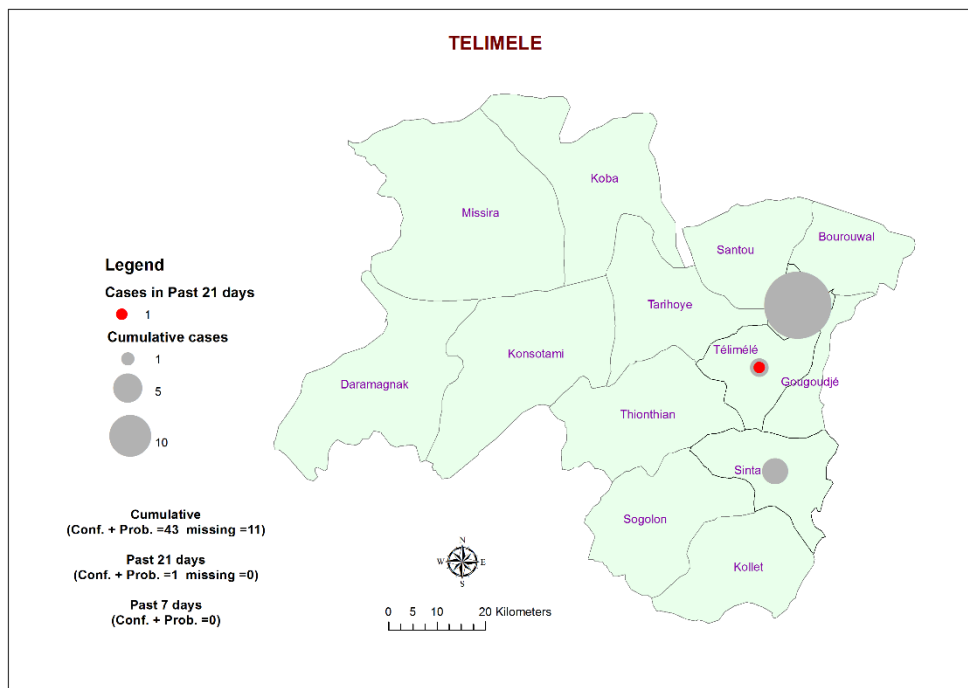 TELIMELE
Koba
Missira
Bourouwal
Santou
Tarihoye
Télimélé
Konsotami
Gougoudjé
Daramagnak
Thionthian
Sinta
Sogolon
Kollet
Legend
Cases in Past 21 days
1
Cumulative cases
1
5
10
Cumulative
(Conf. + Prob. =43 missing =11)
Past 21 days
(Conf. + Prob. =1 missing =0)
Past 7 days
(Conf. + Prob. =0)
N
W E
S
0 5 10 20 Kilometers